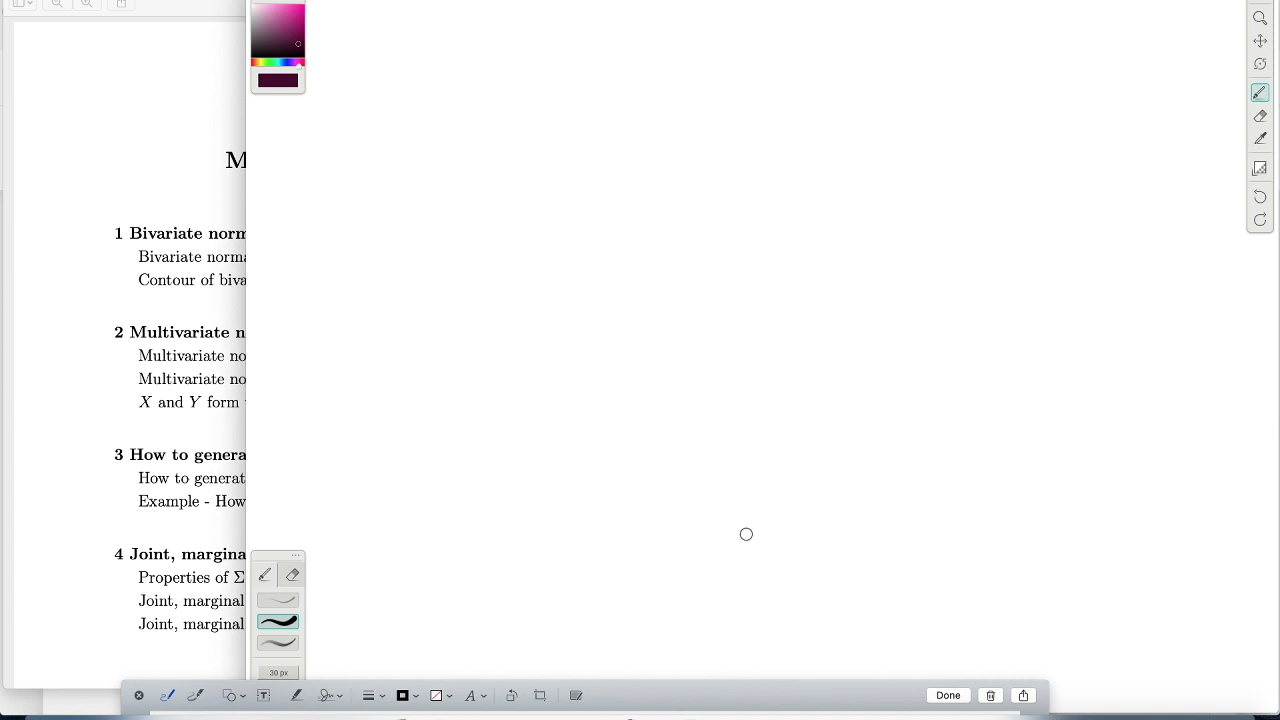 1 Bivariate norm
Bivariate norma
Contour of biva
2 Multivariate n
Multivariate no
Multivariate no
X and Y form
3 How to genera
How to generat
Example - How
4 Joint, margina
Properties of Σ
Joint, marginal
Joint, marginal
M
30 px
T
A
Done